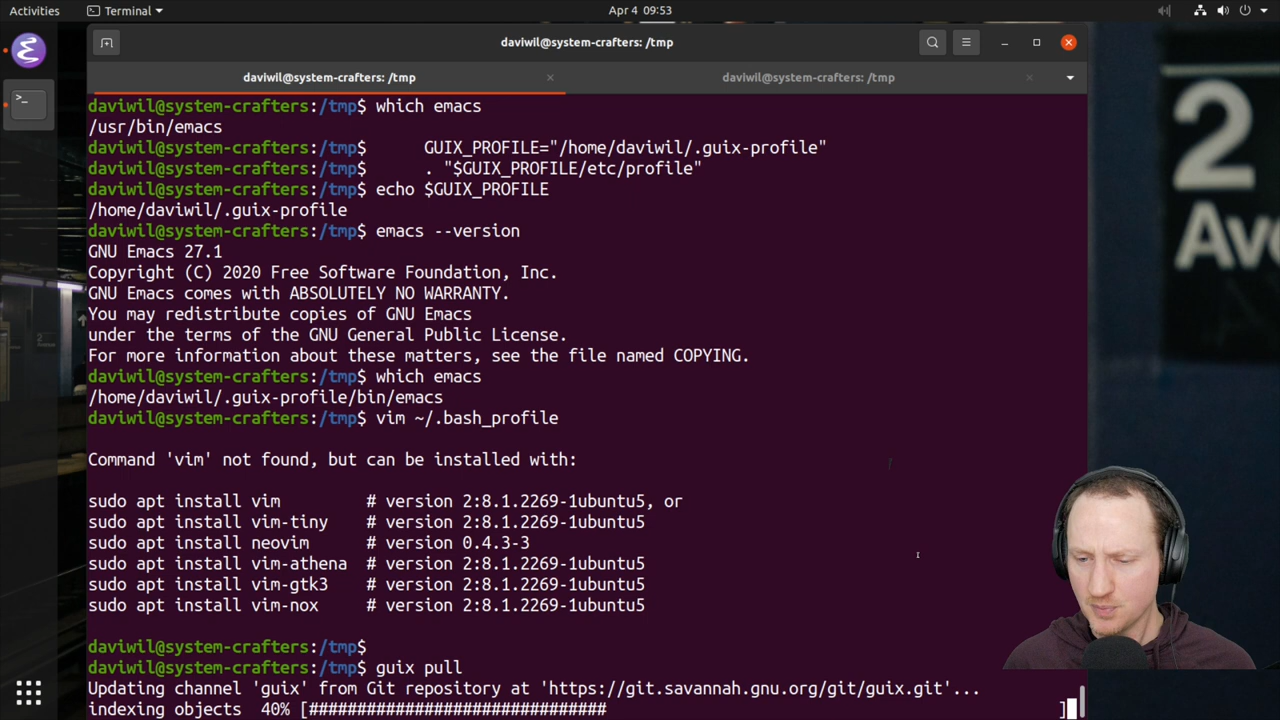 Activities
Terminal
Apr 4 09:53
daviwil@system-crafters: /tmp
daviwil@system-crafters: /tmp
daviwil@system-crafters: /tmp
daviwil@system-crafters:/tmp$ which emacs
/usr/bin/emacs
daviwil@system-crafters:/tmp$      GUIX_PROFILE="/home/daviwil/.guix-profile"
daviwil@system-crafters:/tmp$      . "$GUIX_PROFILE/etc/profile"
daviwil@system-crafters:/tmp$ echo $GUIX_PROFILE
/home/daviwil/.guix-profile
daviwil@system-crafters:/tmp$ emacs --version
GNU Emacs 27.1
Copyright (C) 2020 Free Software Foundation, Inc.
GNU Emacs comes with ABSOLUTELY NO WARRANTY.
You may redistribute copies of GNU Emacs
under the terms of the GNU General Public License.
For more information about these matters, see the file named COPYING.
daviwil@system-crafters:/tmp$ which emacs
/home/daviwil/.guix-profile/bin/emacs
daviwil@system-crafters:/tmp$ vim ~/.bash_profile
Command 'vim' not found, but can be installed with:
sudo apt install vim         # version 2:8.1.2269-1ubuntu5, or
sudo apt install vim-tiny    # version 2:8.1.2269-1ubuntu5
sudo apt install neovim      # version 0.4.3-3
sudo apt install vim-athena  # version 2:8.1.2269-1ubuntu5
sudo apt install vim-gtk3    # version 2:8.1.2269-1ubuntu5
sudo apt install vim-nox     # version 2:8.1.2269-1ubuntu5
daviwil@system-crafters:/tmp$
daviwil@system-crafters:/tmp$ guix pull
Updating channel 'guix' from Git repository at 'https://git.savannah.gnu.org/git/guix.git'...
indexing objects  40% [############################# ]
2
Ave